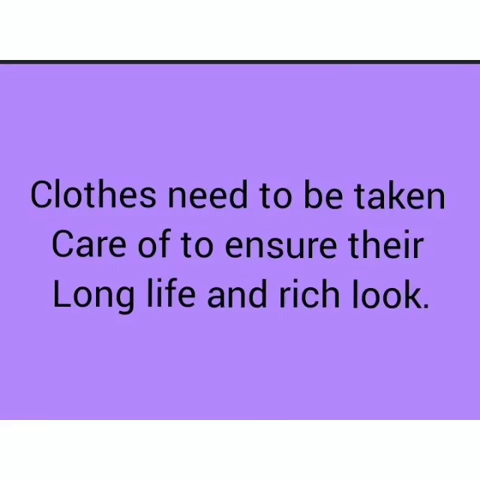 Clothes need to be taken
Care of to ensure their
Long life and rich look.